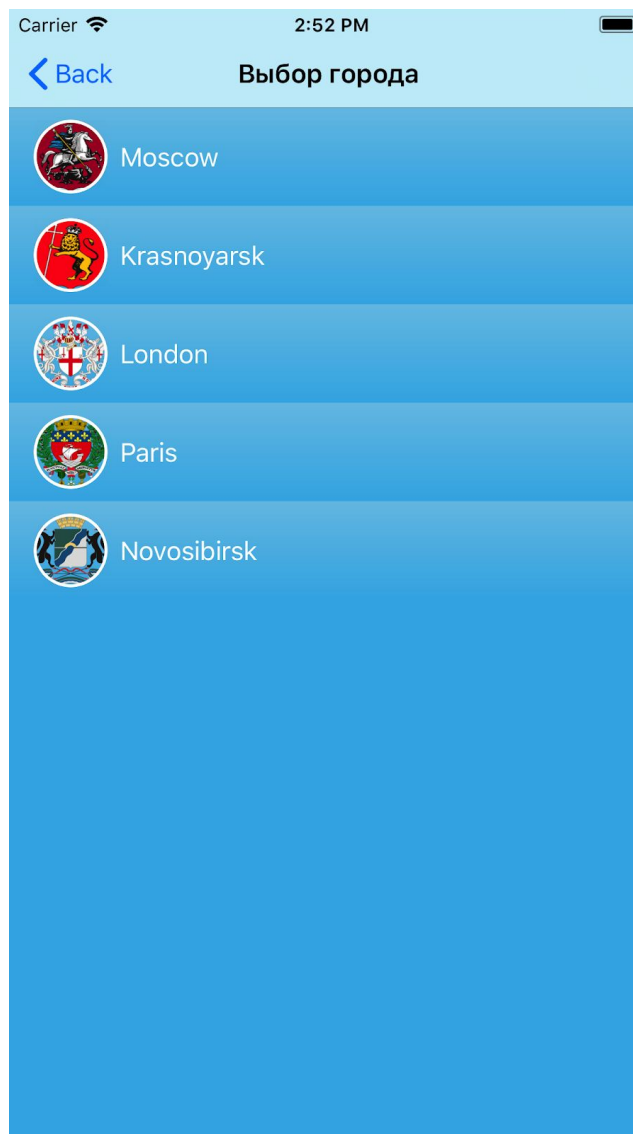 Carrier 2:52 PM
Back Выбор города
Moscow
Krasnoyarsk
London
Paris
Novosibirsk